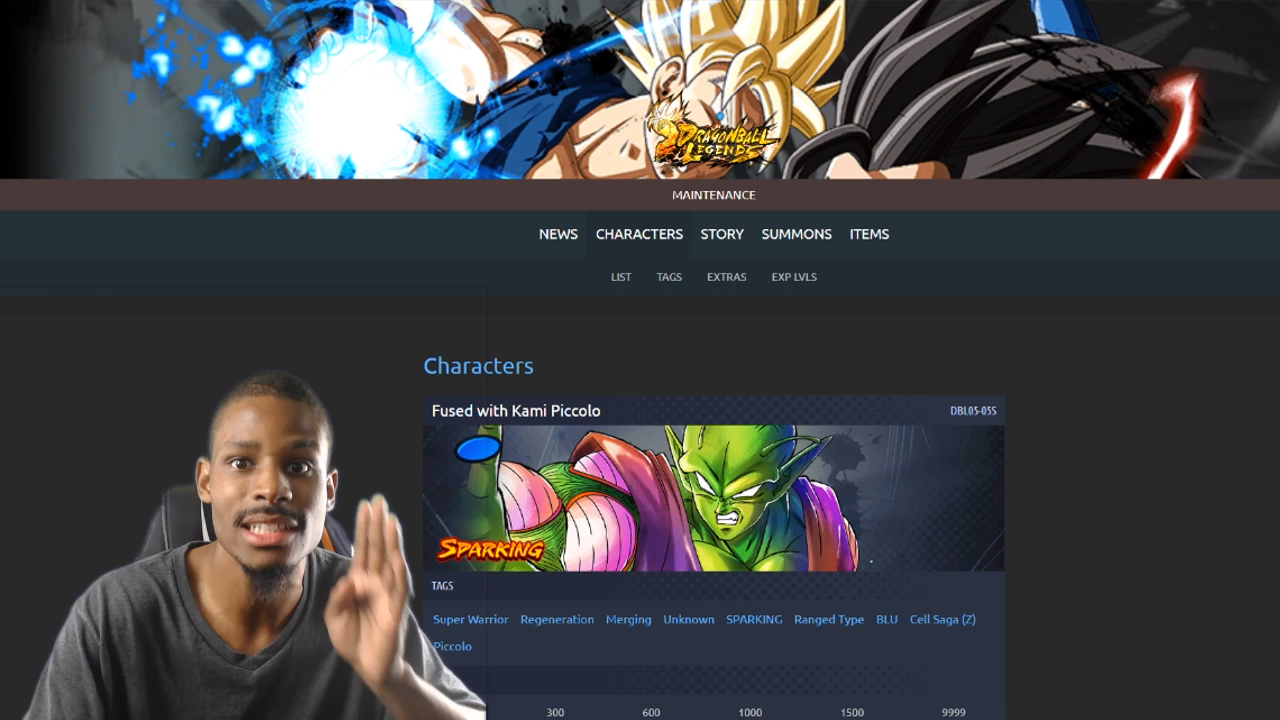 DRAGONBALL
LEGENDS
MAINTENANCE
NEWS CHARACTERS STORY SUMMONS ITEMS
LIST TAGS EXTRAS EXP LVLS
Characters
Fused with Kami Piccolo DBL05-05S
SPARKING
TAGS
Super Warrior Regeneration Merging Unknown SPARKING Ranged Type BLU Cell Saga (Z)
Piccolo
300 600 1000 1500 9999